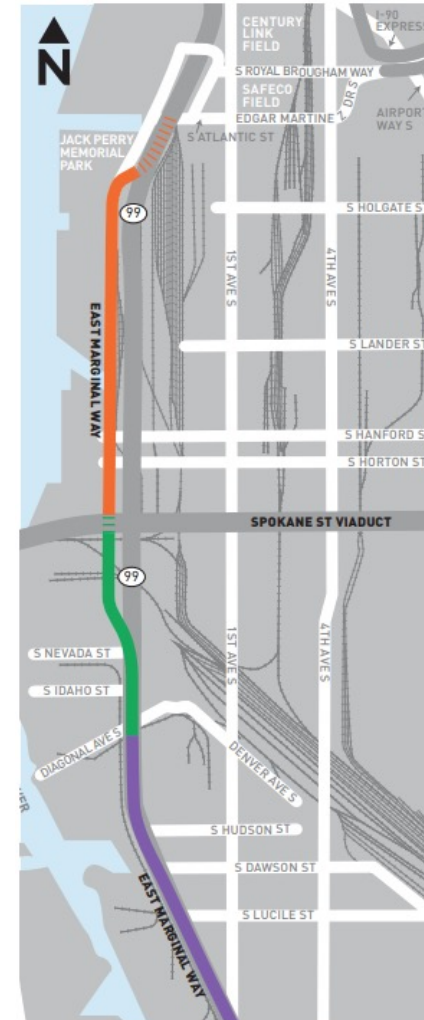 I-90
EXPRESS
CENTURY
LINK
FIELD
S ROYAL BROUGHAM WAY
SAFECO
FIELD
EDGAR MARTINEZ DR S
AIRPORT
WAY S
S ATLANTIC ST
N
JACK PERRY
MEMORIAL
PARK
99
S HOLGATE ST
1ST AVE S
4TH AVE S
EAST MARGINAL WAY
S LANDER ST
S HANFORD S
S HORTON ST
SPOKANE ST VIADUCT
99
S NEVADA ST
S IDAHO ST
1ST AVE S
4TH AVE S
DIAGONAL AVE S
DENVER AVE S
S HUDSON ST
S DAWSON ST
EAST MARGINAL WAY
S LUCILE ST